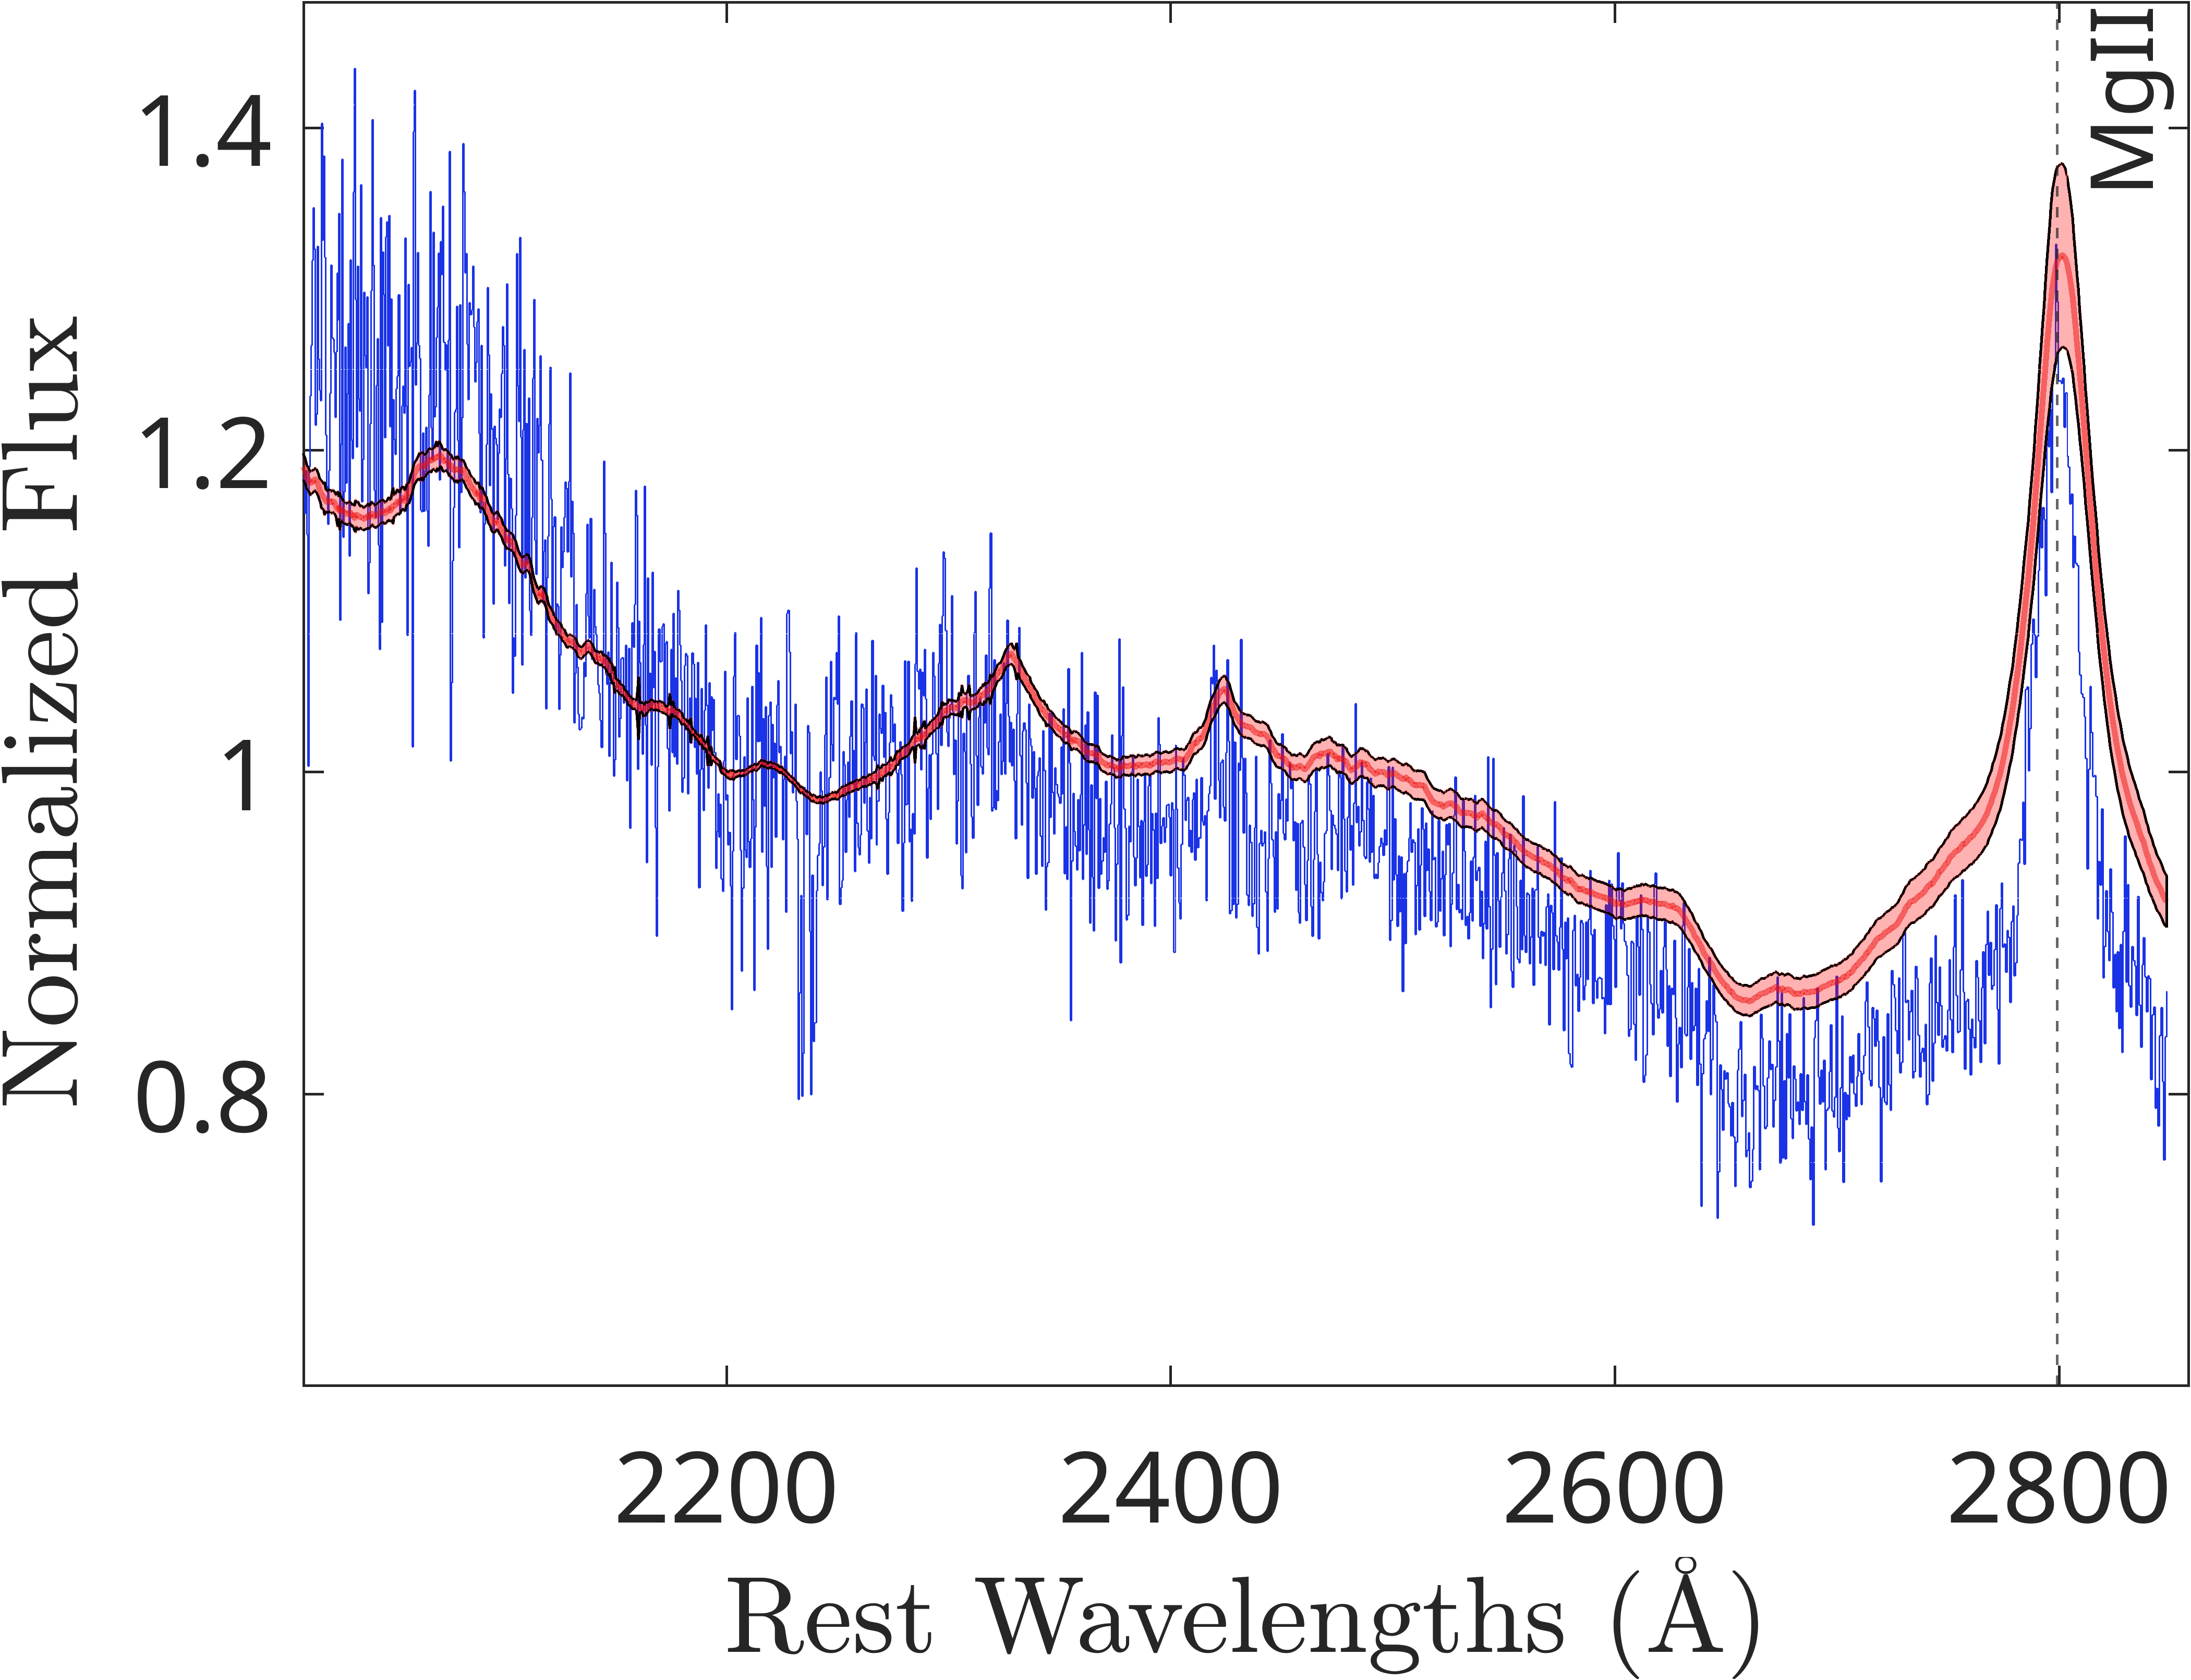 MgII
1.4
1.2
1
0.8
Normalized Flux
2200 2400 2600 2800
Rest Wavelengths (Å)